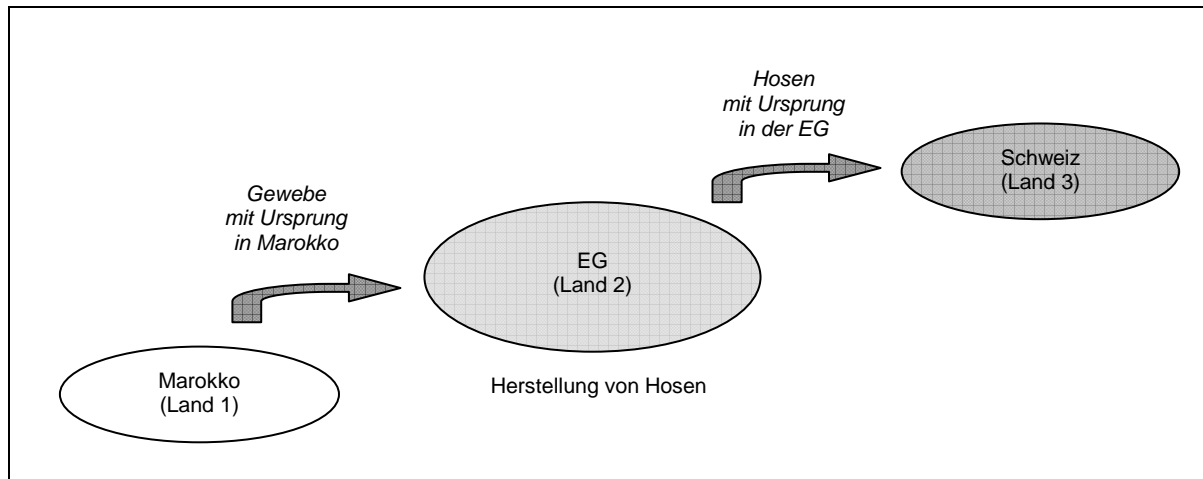 Hosen
mit Ursprung
in der EG
Schweiz
(Land 3)
Gewebe
mit Ursprung
in Marokko
EG
(Land 2)
Marokko
(Land 1)
Herstellung von Hosen